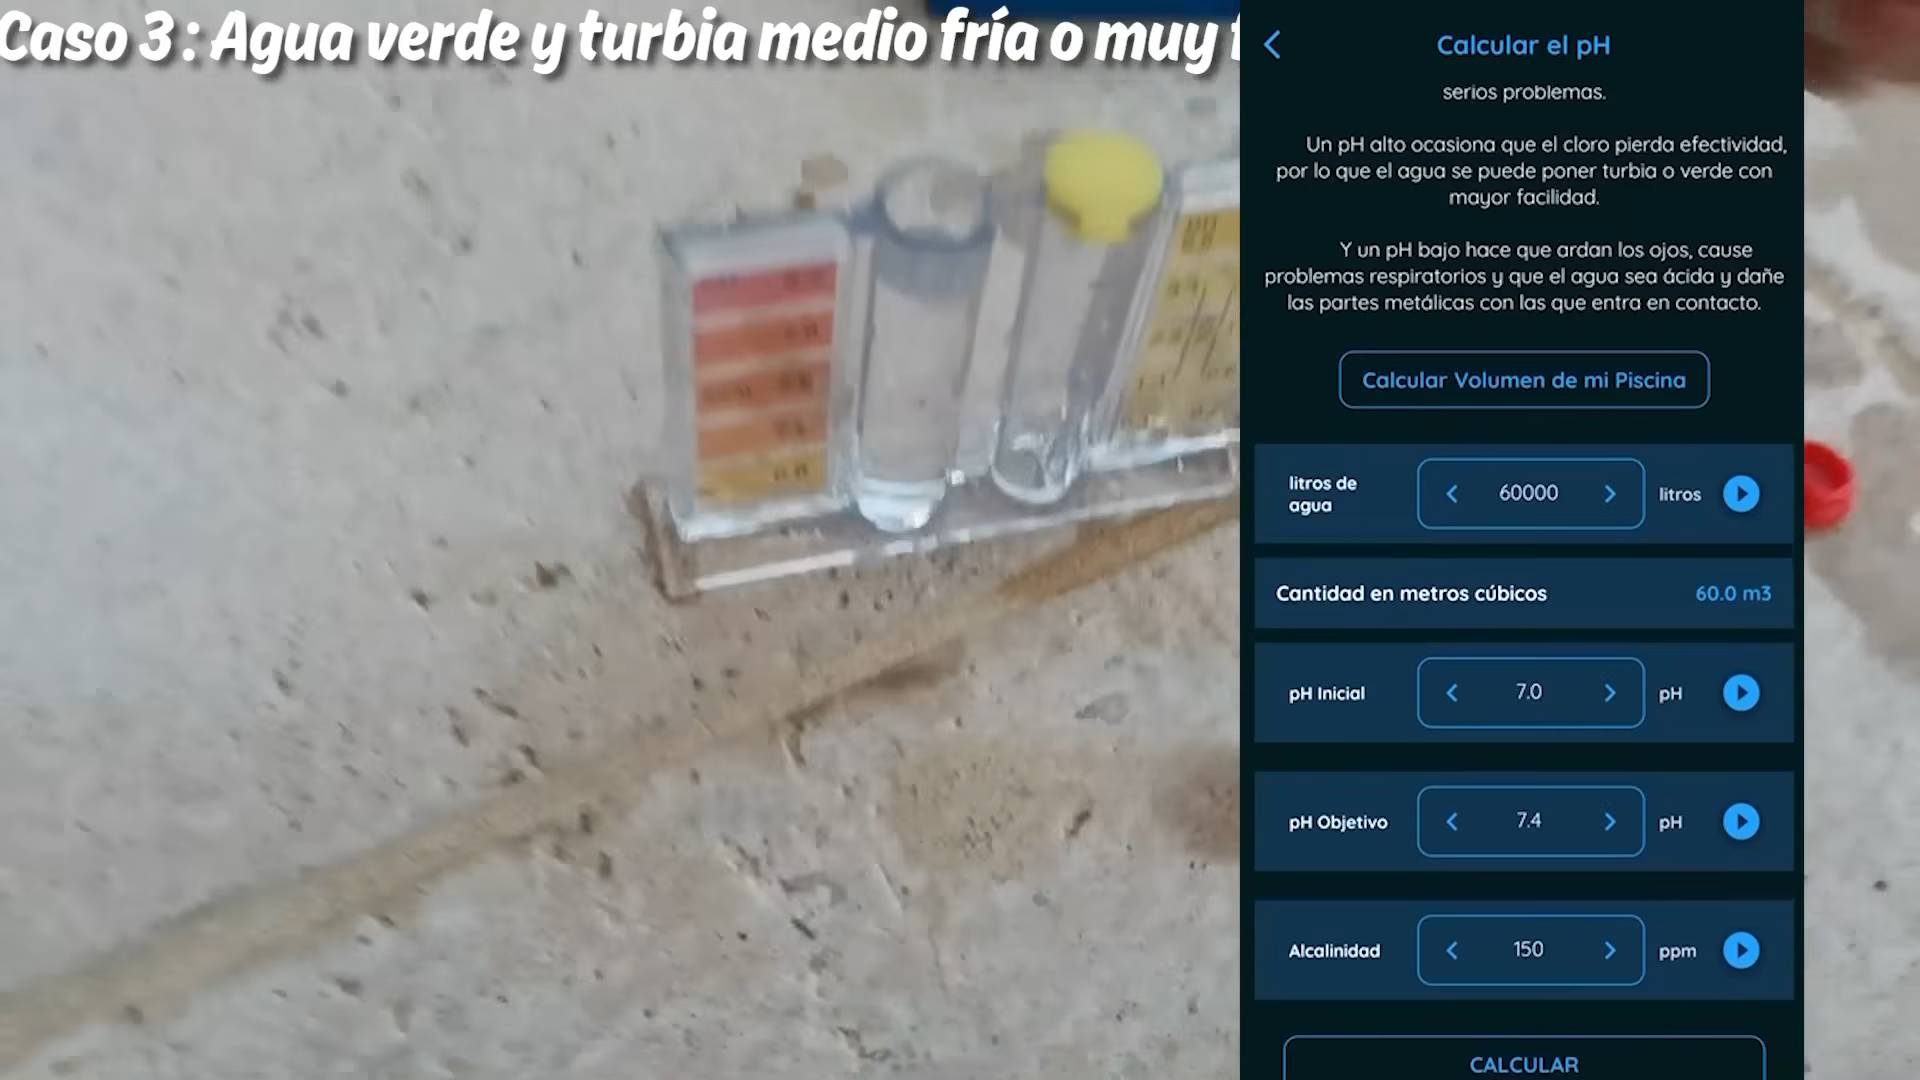 Caso 3 : Agua verde y turbia medio fría o muy
Calcular el pH
serios problemas.
Un pH alto ocasiona que el cloro pierda efectividad,
por lo que el agua se puede poner turbia o verde con
mayor facilidad.
Y un pH bajo hace que ardan los ojos, cause
problemas respiratorios y que el agua sea ácida y dañe
las partes metálicas con las que entra en contacto.
Calcular Volumen de mi Piscina
litros de
agua
60000
litros
Cantidad en metros cúbicos
60.0 m3
pH Inicial
7.0
pH
pH Objetivo
7.4
pH
Alcalinidad
150
ppm
CALCULAR